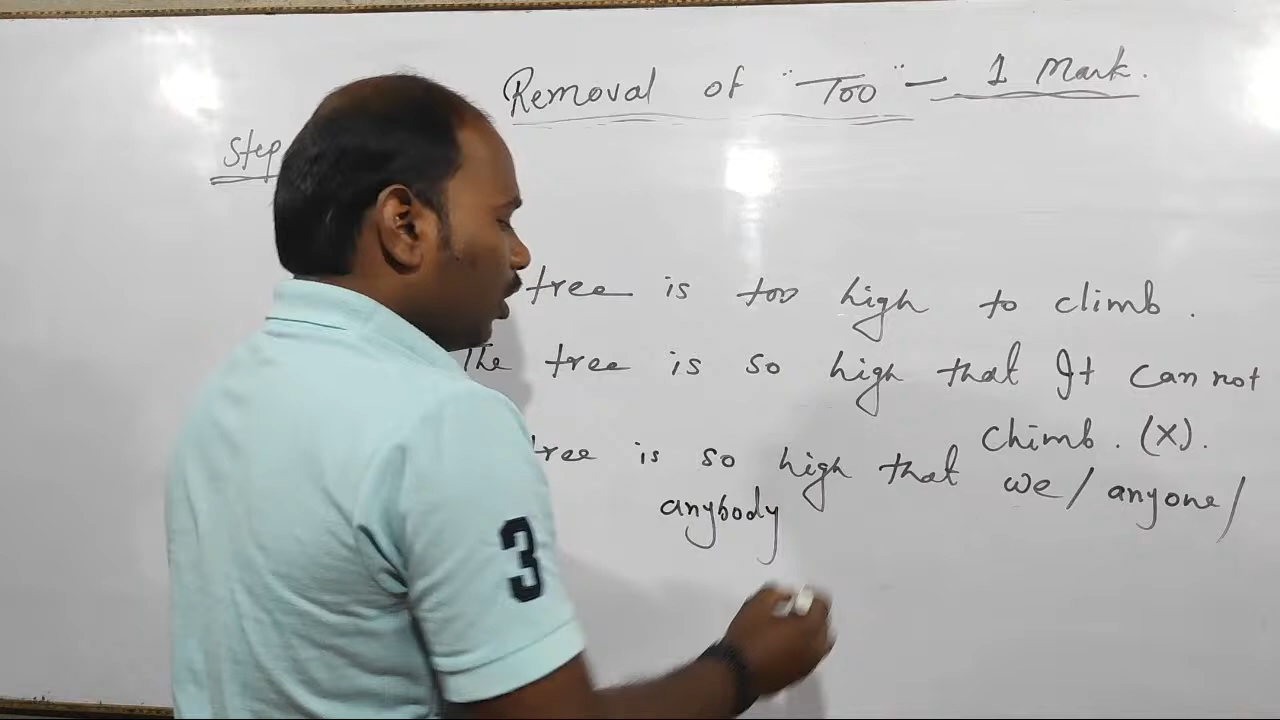 Removal of "Too" - 1 Mark.
Step
tree is too high to climb.
The tree is so high that It can not
Chimb. (X).
tree is so high that we/ anyone/
anybody
3